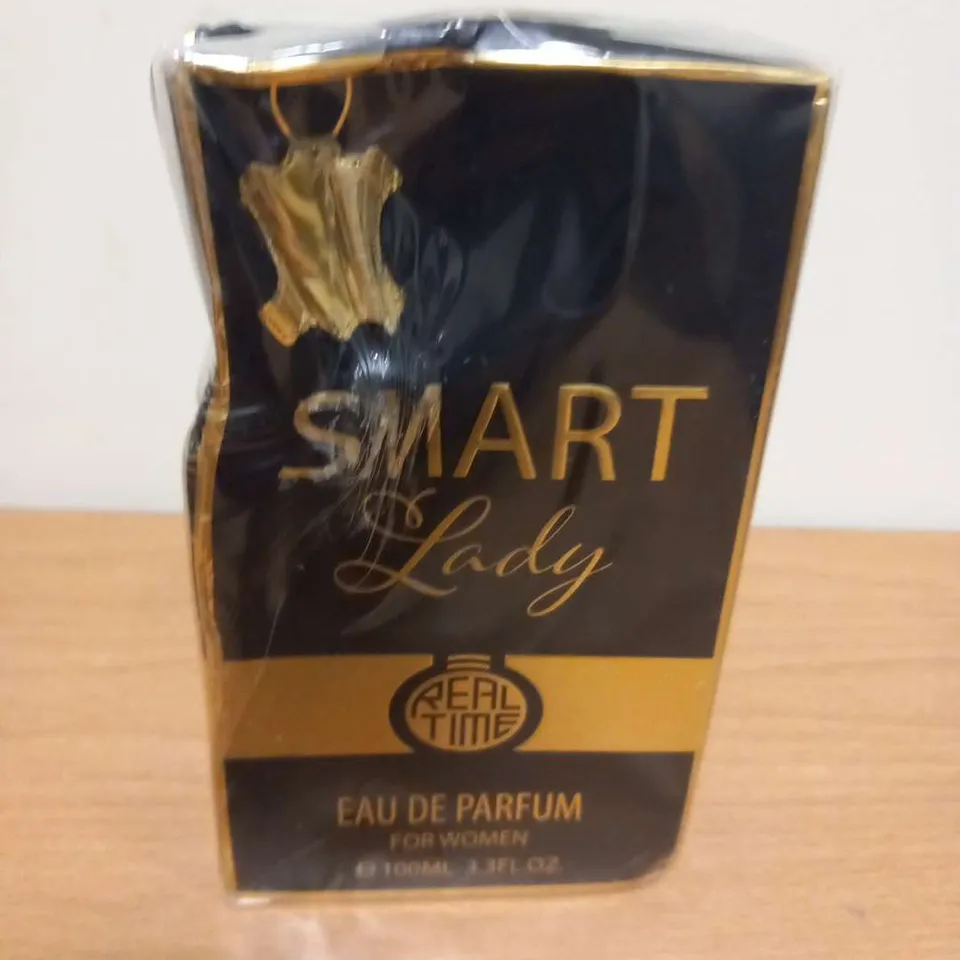 SMART
Lady
REAL
TIME
EAU DE PARFUM
FOR WOMEN
℮ 100ML 3.3FL.OZ.